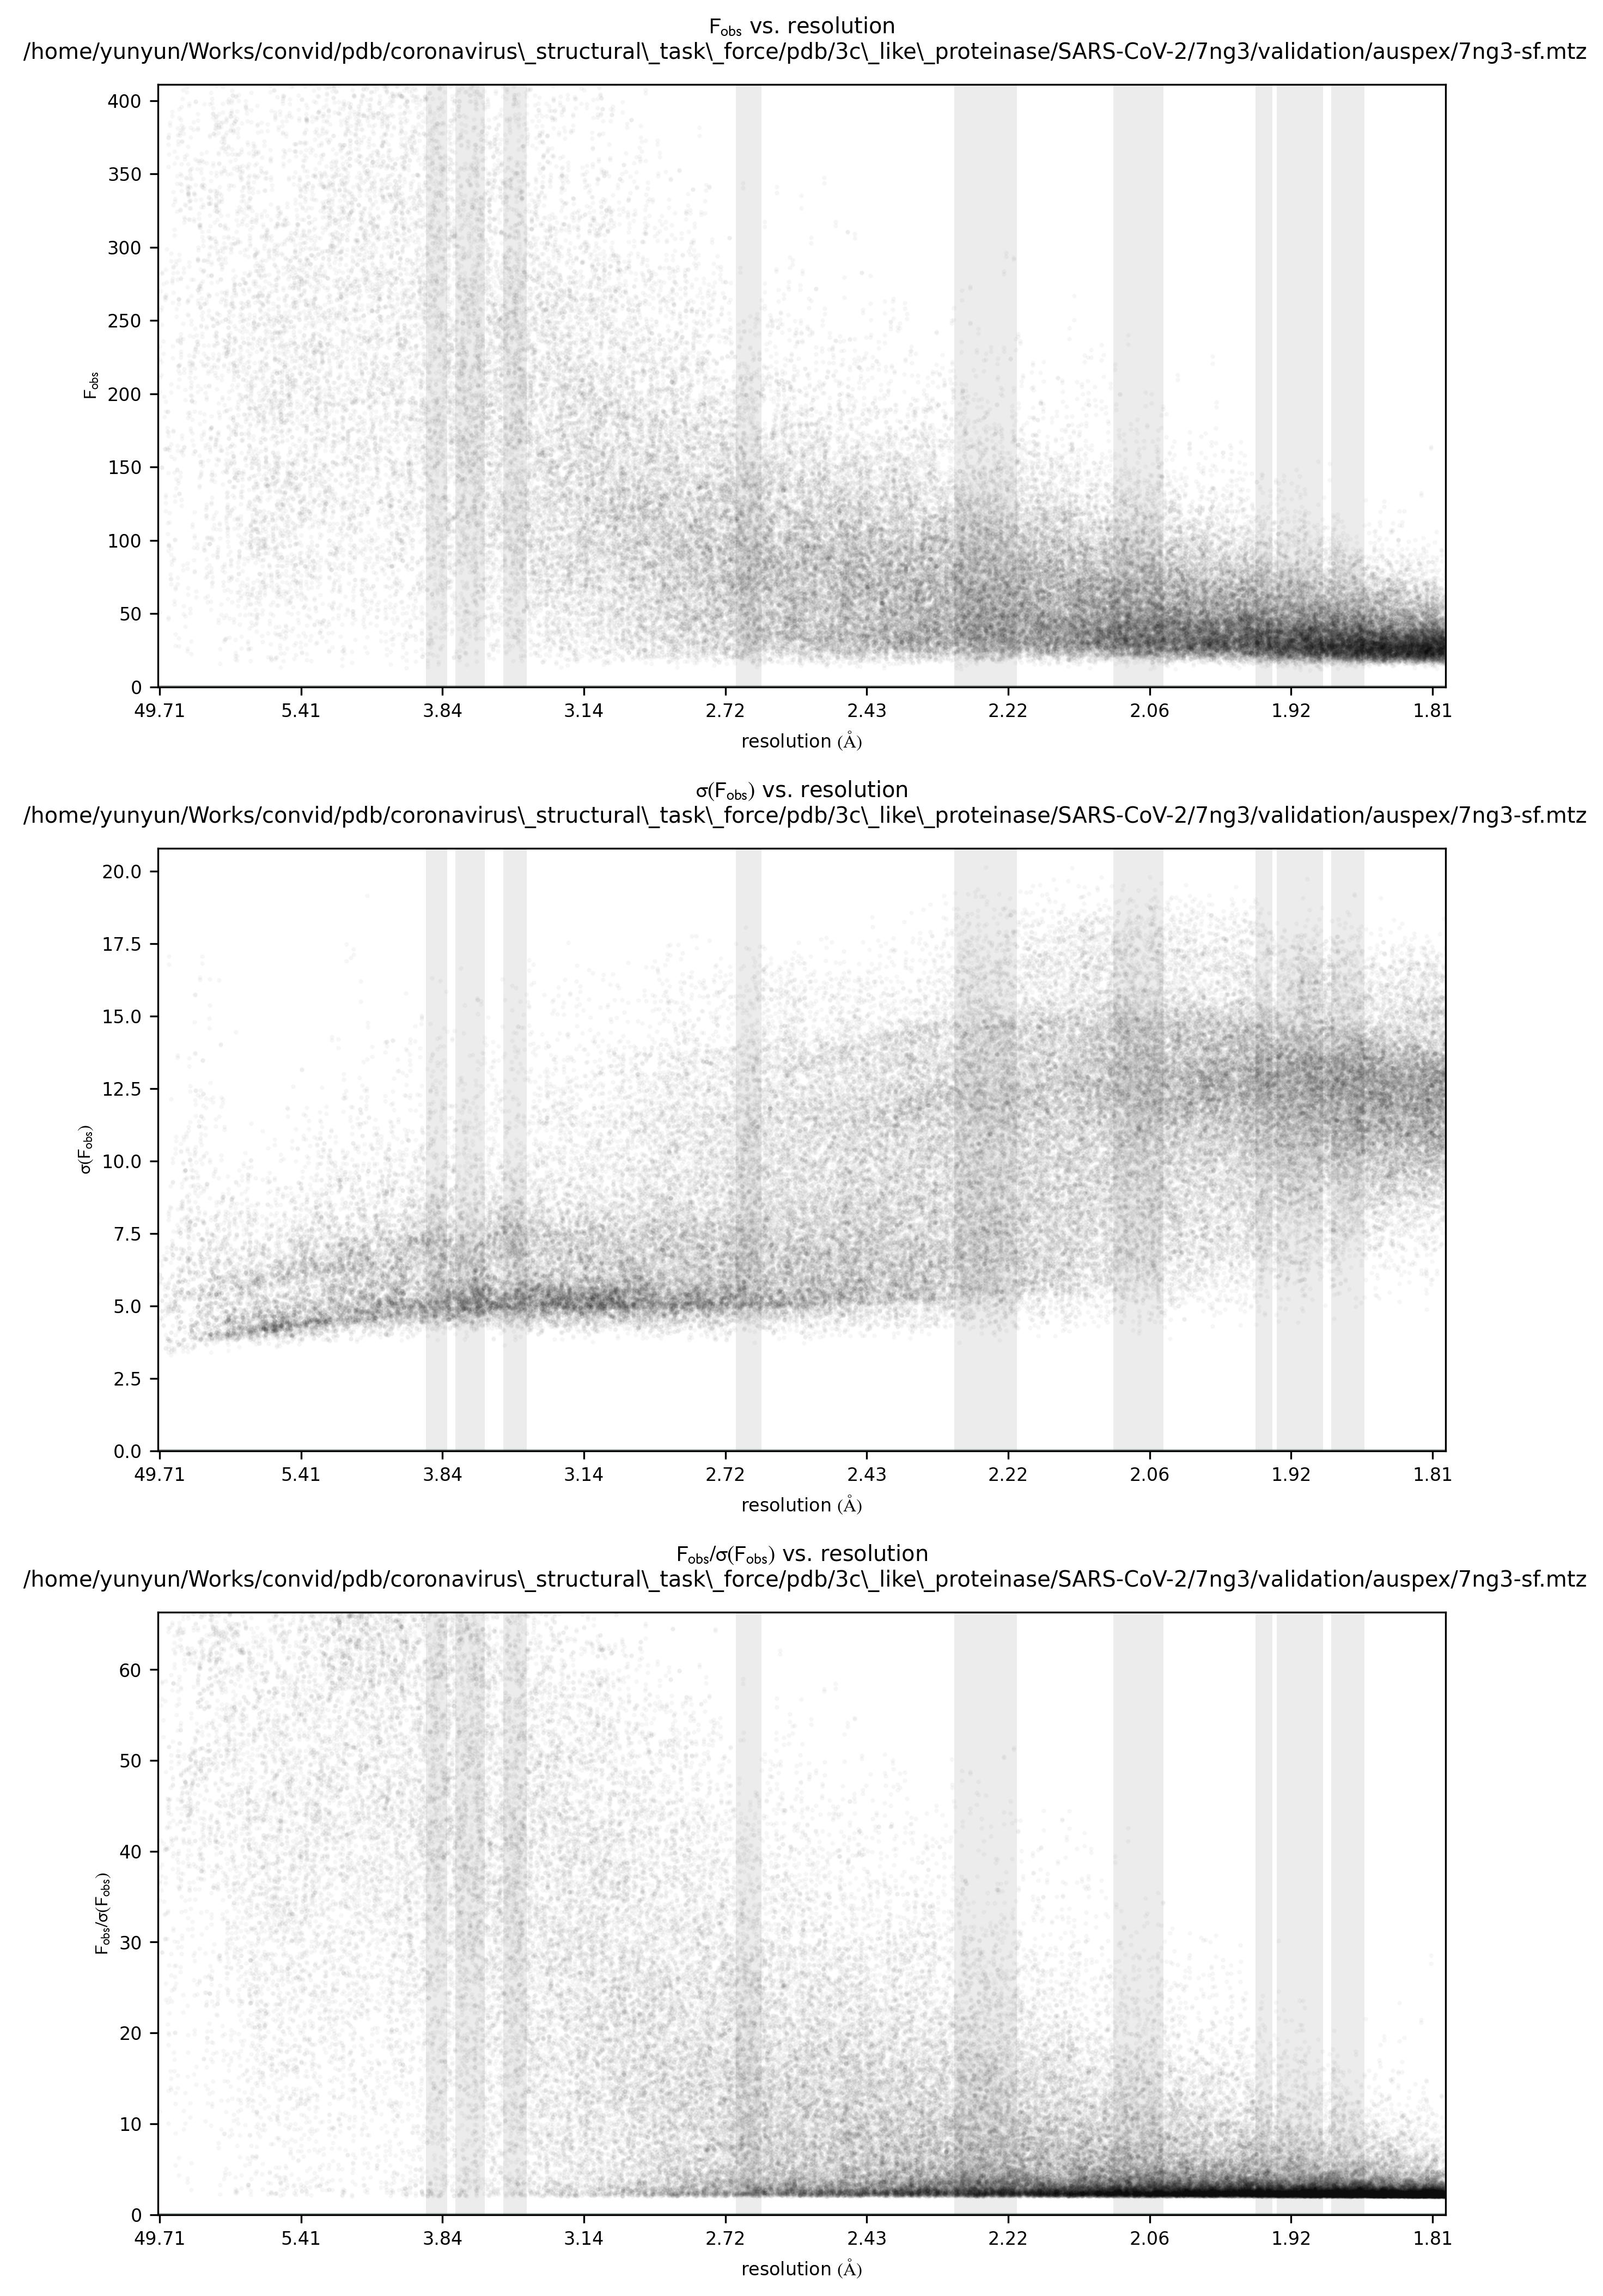 Fobs vs. resolution
/home/yunyun/Works/convid/pdb/coronavirus\_structural\_task\_force/pdb/3c\_like\_proteinase/SARS-CoV-2/7ng3/validation/auspex/7ng3-sf.mtz
400
350
300
250
200
150
100
50
0
Fobs
49.71 5.41 3.84 3.14 2.72 2.43 2.22 2.06 1.92 1.81
resolution (Å)
σ(Fobs) vs. resolution
/home/yunyun/Works/convid/pdb/coronavirus\_structural\_task\_force/pdb/3c\_like\_proteinase/SARS-CoV-2/7ng3/validation/auspex/7ng3-sf.mtz
20.0
17.5
15.0
12.5
10.0
7.5
5.0
2.5
0.0
σ(Fobs)
49.71 5.41 3.84 3.14 2.72 2.43 2.22 2.06 1.92 1.81
resolution (Å)
Fobs/σ(Fobs) vs. resolution
/home/yunyun/Works/convid/pdb/coronavirus\_structural\_task\_force/pdb/3c\_like\_proteinase/SARS-CoV-2/7ng3/validation/auspex/7ng3-sf.mtz
60
50
40
30
20
10
0
Fobs/σ(Fobs)
49.71 5.41 3.84 3.14 2.72 2.43 2.22 2.06 1.92 1.81
resolution (Å)